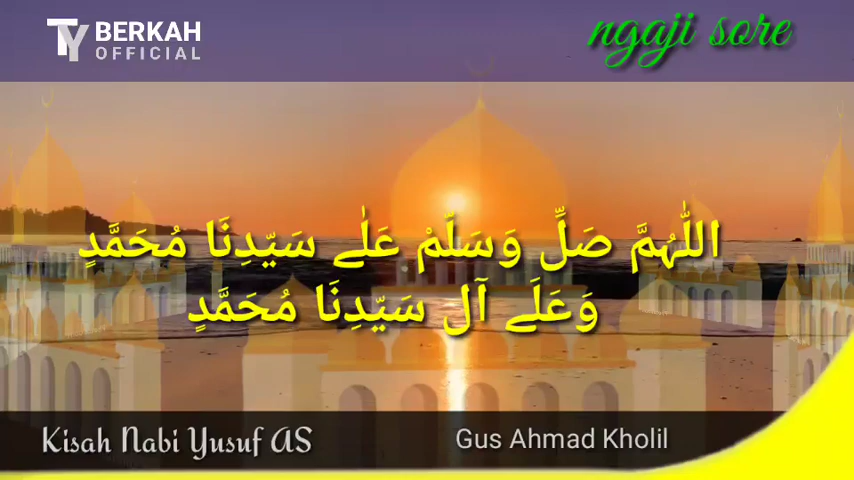 TY BERKAH
OFFICIAL
ngaji sore
اللّٰهُمَّ صَلِّ وَسَلّمْ عَلٰے سَيّدِنَا مُحَمَّدٍ
وَعَلَے آل سَيّدِنَا مُحَمَّدٍ
Kisah Nabi Yusuf AS
Gus Ahmad Kholil